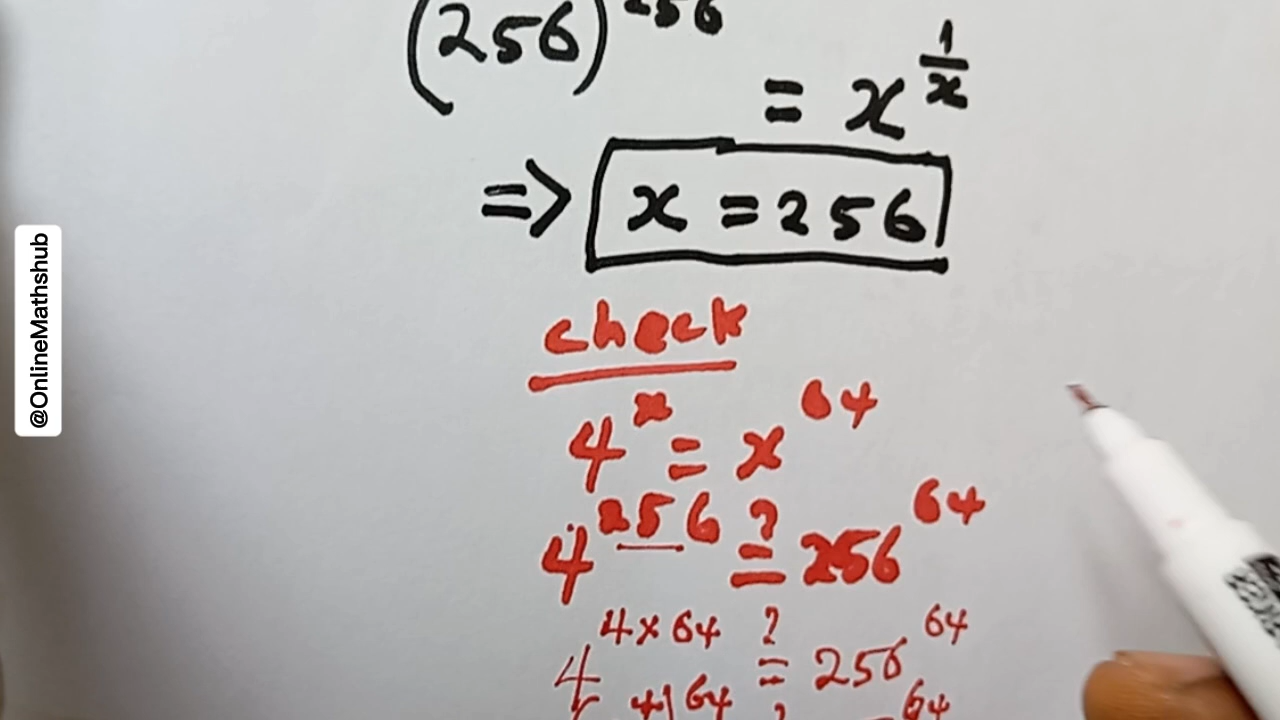 (256)^256
= x^(1/x)
=> x = 256
check
4^x = x^64
4^256 ?= 256^64
4^(4×64) ?= 256^64
@OnlineMathshub